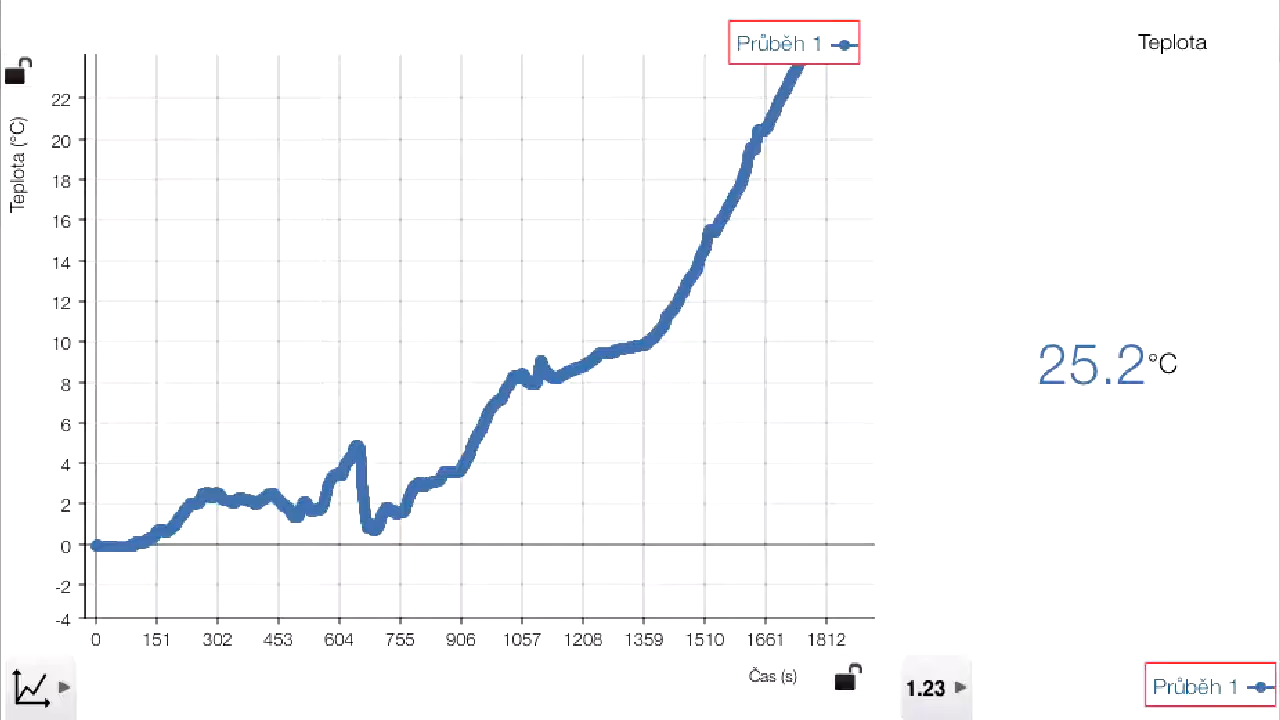 Průběh 1
Teplota
Teplota (°C)
22
20
18
16
14
12
10
8
6
4
2
0
-2
-4
0 151 302 453 604 755 906 1057 1208 1359 1510 1661 1812
Čas (s)
25.2°C
1.23
Průběh 1